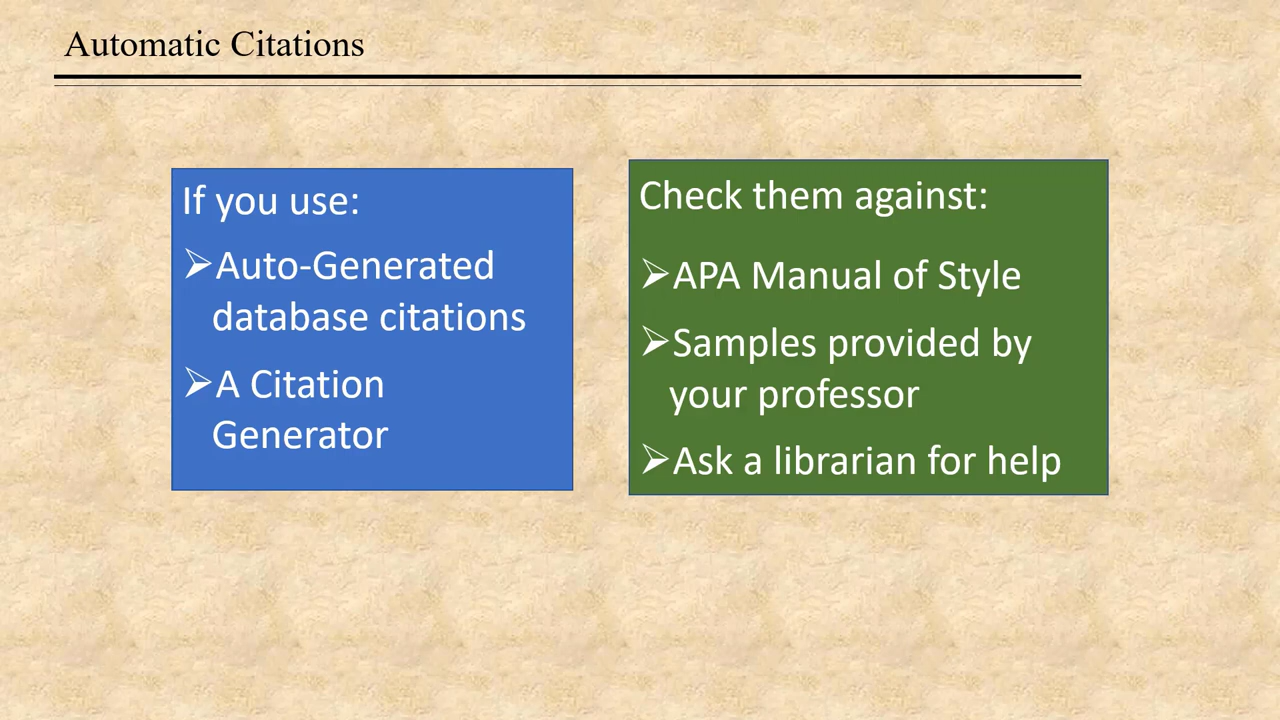 Automatic Citations
If you use:
➢Auto-Generated
database citations
➢A Citation
Generator
Check them against:
➢APA Manual of Style
➢Samples provided by
your professor
➢Ask a librarian for help